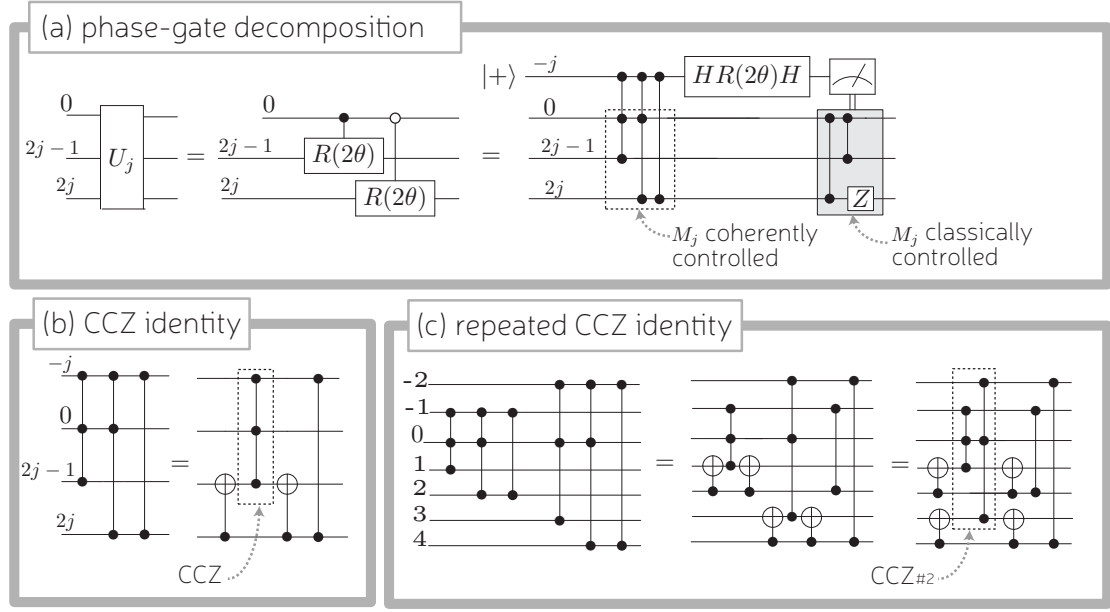 (a) phase-gate decomposition
|+⟩ −j HR(2θ)H
0 0 0
2j−1 U_j = 2j−1 R(2θ) = 2j−1
2j 2j R(2θ) 2j Z
M_j coherently controlled
M_j classically controlled
(b) CCZ identity
−j
0
2j−1 =
2j
CCZ
(c) repeated CCZ identity
-2
-1
0
1 = =
2
3
4
CCZ#2